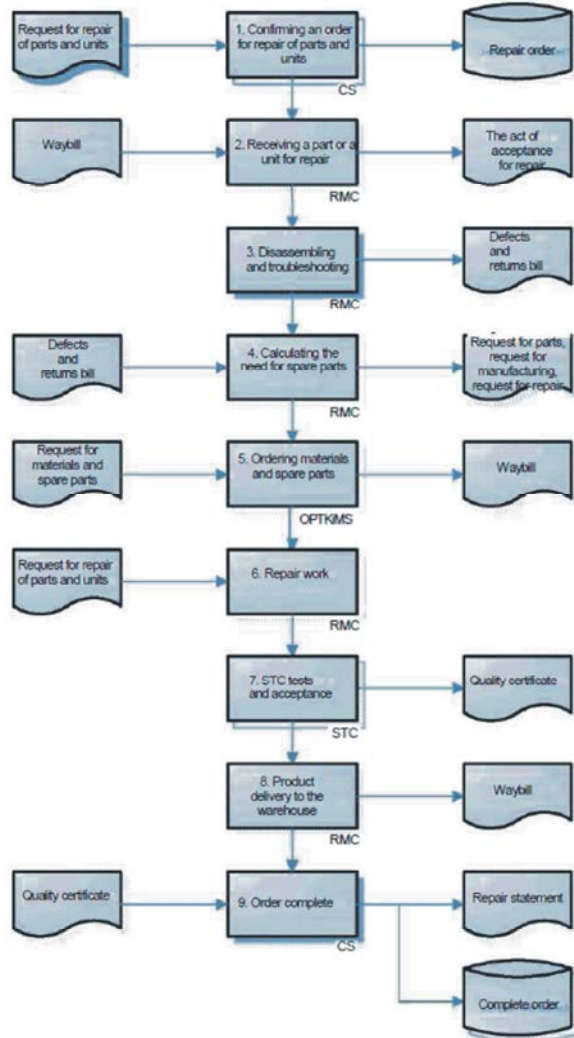 Request for repair
of parts and units
1. Confirming an order
for repair of parts and
units
Repair order
CS
Waybill
2. Receiving a part or a
unit for repair
The act of
acceptance
for repair
RMC
3. Disassembling
and troubleshooting
Defects
and
returns bill
RMC
Defects
and
returns bill
4. Calculating the
need for spare parts
Request for parts,
request for
manufacturing,
request for repair
RMC
Request for
materials and
spare parts
5. Ordering materials
and spare parts
Waybill
OPTKiMS
Request for repair
of parts and units
6. Repair work
RMC
7. STC tests
and acceptance
Quality certificate
STC
8. Product
delivery to the
warehouse
Waybill
RMC
Quality certificate
9. Order complete
Repair statement
CS
Complete order